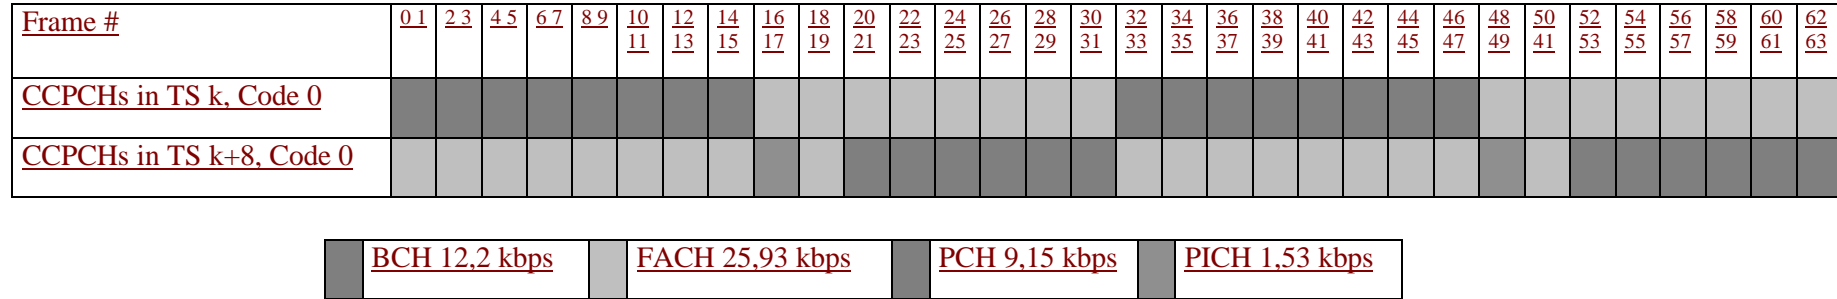 Frame # 0 1 2 3 4 5 6 7 8 9 10 12 14 16 18 20 22 24 26 28 30 32 34 36 38 40 42 44 46 48 50 52 54 56 58 60 62
11 13 15 17 19 21 23 25 27 29 31 33 35 37 39 41 43 45 47 49 41 53 55 57 59 61 63
CCPCHs in TS k, Code 0
CCPCHs in TS k+8, Code 0
BCH 12,2 kbps FACH 25,93 kbps PCH 9,15 kbps PICH 1,53 kbps